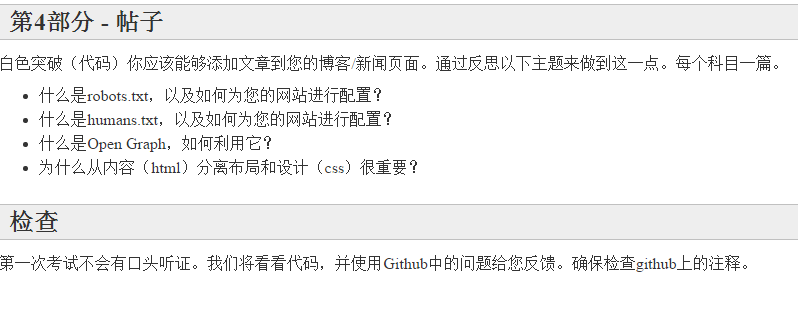 第4部分 - 帖子
白色突破（代码）你应该能够添加文章到您的博客/新闻页面。通过反思以下主题来做到这一点。每个科目一篇。
• 什么是robots.txt，以及如何为您的网站进行配置？
• 什么是humans.txt，以及如何为您的网站进行配置？
• 什么是Open Graph，如何利用它？
• 为什么从内容（html）分离布局和设计（css）很重要？
检查
第一次考试不会有口头听证。我们将看看代码，并使用Github中的问题给您反馈。确保检查github上的注释。